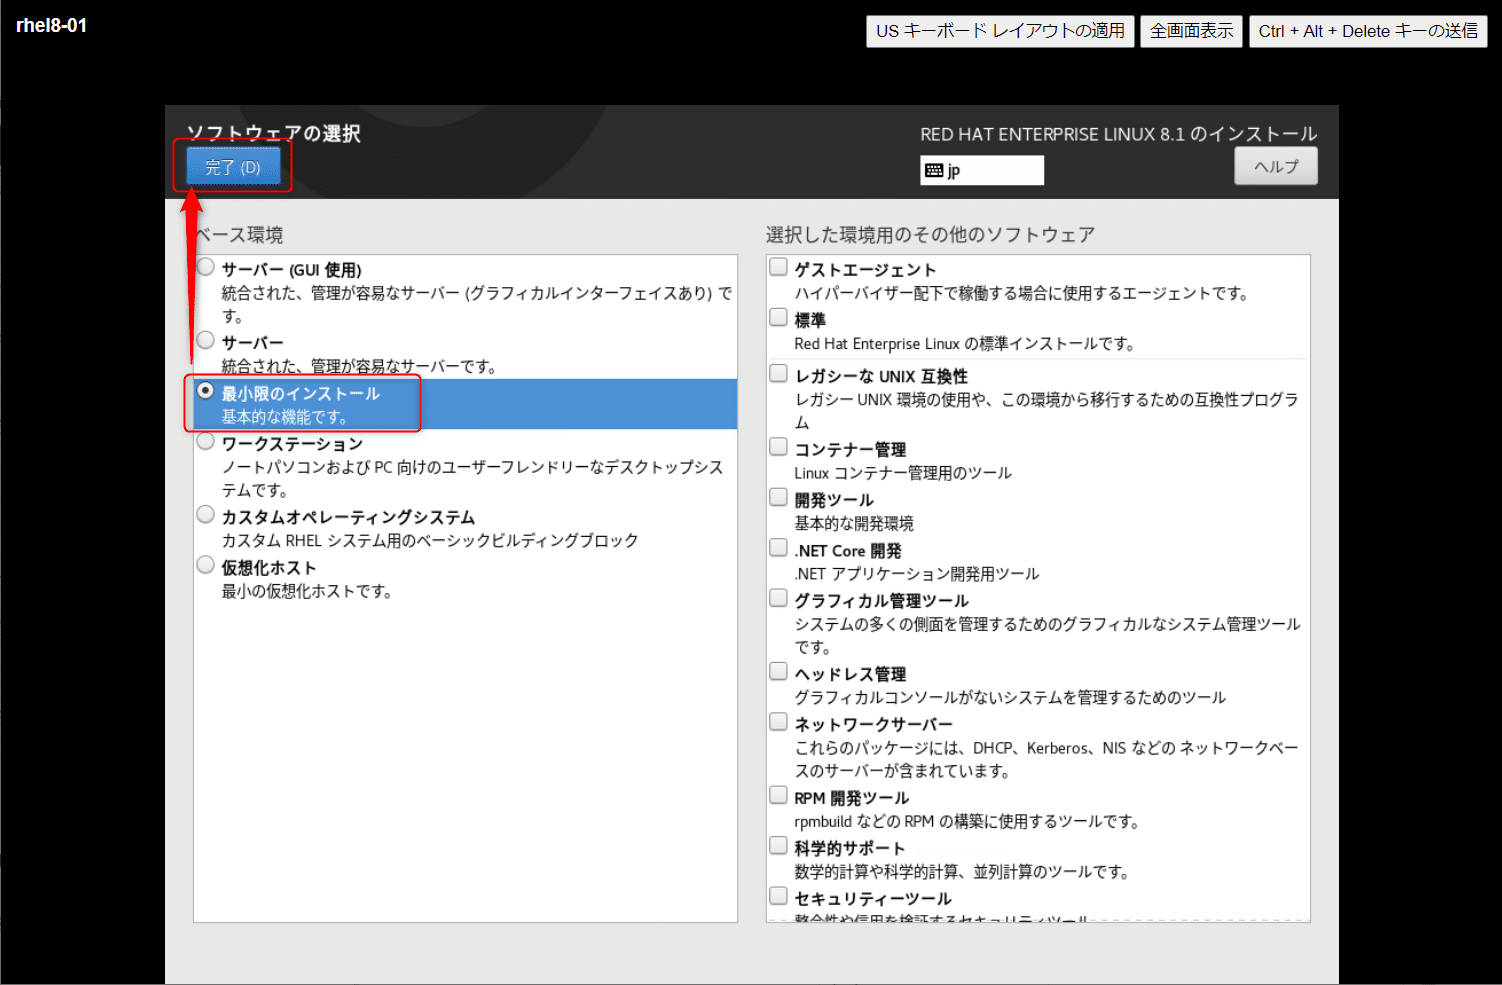 rhel8-01
US キーボード レイアウトの適用
全画面表示
Ctrl + Alt + Delete キーの送信
ソフトウェアの選択
完了 (D)
RED HAT ENTERPRISE LINUX 8.1 のインストール
jp
ヘルプ
ベース環境
サーバー (GUI 使用)
統合された、管理が容易なサーバー (グラフィカルインターフェイスあり) で
す。
サーバー
統合された、管理が容易なサーバーです。
最小限のインストール
基本的な機能です。
ワークステーション
ノートパソコンおよび PC 向けのユーザーフレンドリーなデスクトップシス
テムです。
カスタムオペレーティングシステム
カスタム RHEL システム用のベーシックビルディングブロック
仮想化ホスト
最小の仮想化ホストです。
選択した環境用のその他のソフトウェア
ゲストエージェント
ハイパーバイザー配下で稼働する場合に使用するエージェントです。
標準
Red Hat Enterprise Linux の標準インストールです。
レガシーな UNIX 互換性
レガシー UNIX 環境の使用や、この環境から移行するための互換性プログラ
ム
コンテナー管理
Linux コンテナー管理用のツール
開発ツール
基本的な開発環境
.NET Core 開発
.NET アプリケーション開発用ツール
グラフィカル管理ツール
システムの多くの側面を管理するためのグラフィカルなシステム管理ツール
です。
ヘッドレス管理
グラフィカルコンソールがないシステムを管理するためのツール
ネットワークサーバー
これらのパッケージには、DHCP、Kerberos、NIS などの ネットワークベー
スのサーバーが含まれています。
RPM 開発ツール
rpmbuild などの RPM の構築に使用するツールです。
科学的サポート
数学的計算や科学的計算、並列計算のツールです。
セキュリティーツール
整合性や信用を検証するセキュリティツール